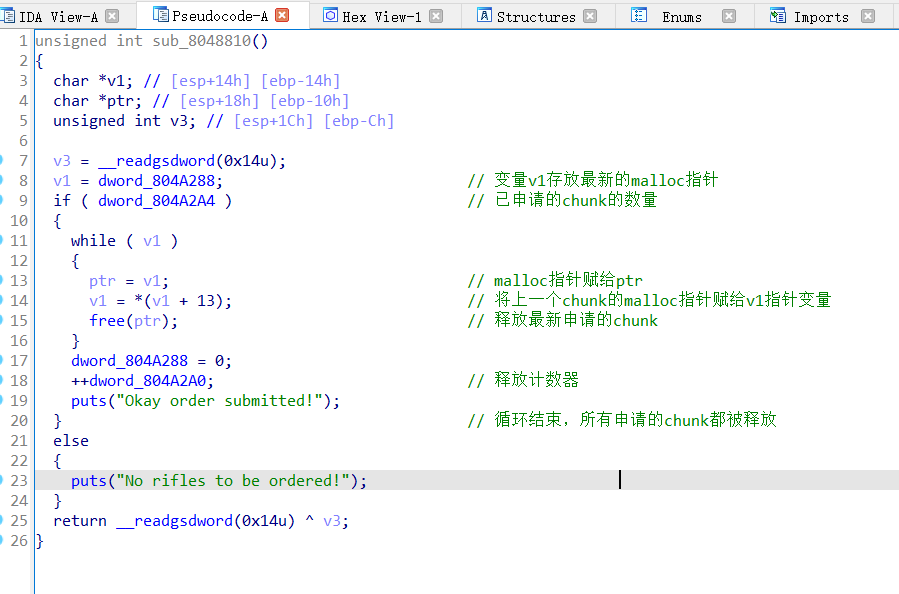 IDA View-A Pseudocode-A Hex View-1 Structures Enums Imports
1 unsigned int sub_8048810()
2 {
3 char *v1; // [esp+14h] [ebp-14h]
4 char *ptr; // [esp+18h] [ebp-10h]
5 unsigned int v3; // [esp+1Ch] [ebp-Ch]
6
7 v3 = __readgsdword(0x14u);
8 v1 = dword_804A288; // 变量v1存放最新的malloc指针
9 if ( dword_804A2A4 ) // 已申请的chunk的数量
10 {
11 while ( v1 )
12 {
13 ptr = v1; // malloc指针赋给ptr
14 v1 = *(v1 + 13); // 将上一个chunk的malloc指针赋给v1指针变量
15 free(ptr); // 释放最新申请的chunk
16 }
17 dword_804A288 = 0;
18 ++dword_804A2A0; // 释放计数器
19 puts("Okay order submitted!");
20 } // 循环结束，所有申请的chunk都被释放
21 else
22 {
23 puts("No rifles to be ordered!");
24 }
25 return __readgsdword(0x14u) ^ v3;
26 }